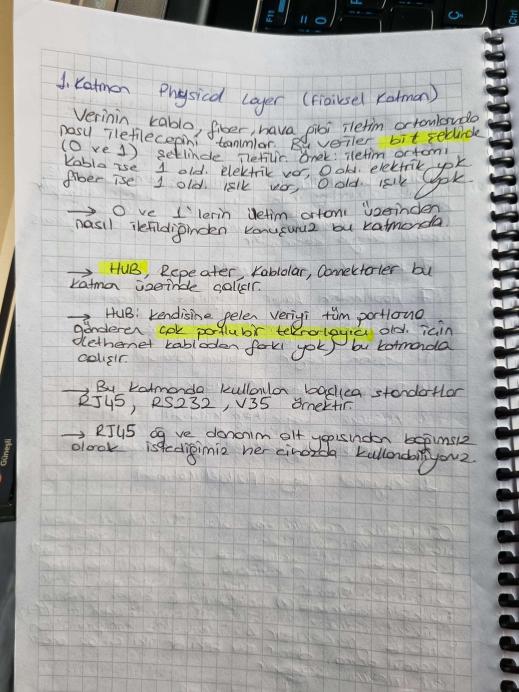 1. Katman Physical Layer (Fiziksel Katman)
Verinin kablo, fiber, hava gibi iletim ortamlarında
nasıl iletileceğini tanımlar. Bu veriler bit şeklinde
(0 ve 1) şeklinde iletilir örnek: iletim ortamı
kablo ise 1 old. elektrik var, 0 old. elektrik yok
fiber ise 1 old. ışık var, 0 old. ışık yok.
→ 0 ve 1'lerin iletim ortamı üzerinden
nasıl iletildiğinden konuşuruz bu katmanda.
→ HUB, Repeater, Kablolar, Connektörler bu
katman üzerinde çalışır.
→ HUB: kendisine gelen veriyi tüm portlarına
gönderen çok portlu bir tekrarlayıcı old. için
(ethernet kablodan farkı yok) bu katmanda
çalışır.
→ Bu katmanda kullanılan başlıca standartlar
RJ45, RS232, V35 örnektir.
→ RJ45 ağ ve donanım alt yapısından bağımsız
olarak istediğimiz her cihazda kullanabiliyoruz.
F11
Ç
Ctrl
Güneşli